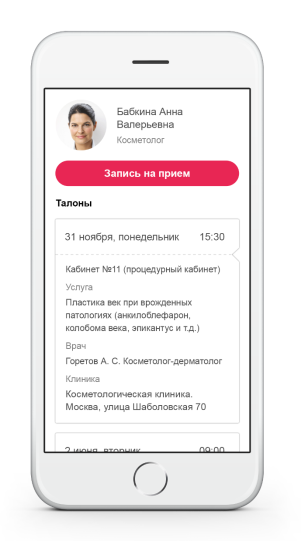 Бабкина Анна
Валерьевна
Косметолог
Запись на прием
Талоны
31 ноября, понедельник 15:30
Кабинет №11 (процедурный кабинет)
Услуга
Пластика век при врожденных
патологиях (анкилоблефарон,
колобома века, эпикантус и т.д.)
Врач
Горетов А. С. Косметолог-дерматолог
Клиника
Косметологическая клиника.
Москва, улица Шаболовская 70
2 июня, вторник 09:00